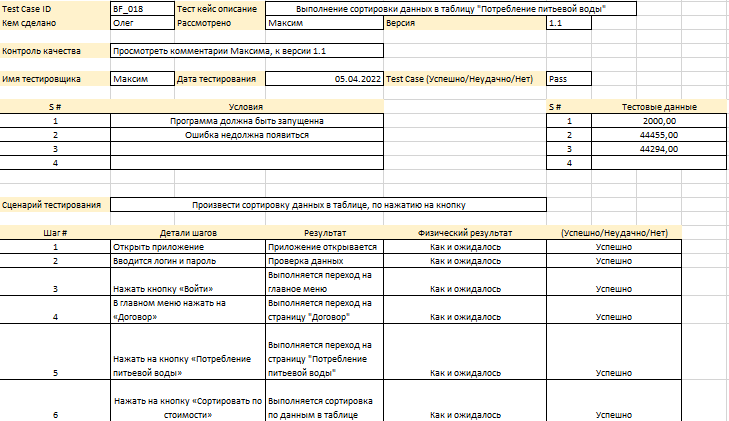 Test Case ID BF_018 Тест кейс описание Выполнение сортировки данных в таблицу "Потребление питьевой воды"
Кем сделано Олег Рассмотрено Максим Версия 1.1
Контроль качества Просмотреть комментарии Максима, к версии 1.1
Имя тестировщика Максим Дата тестирования 05.04.2022 Test Case (Успешно/Неудачно/Нет) Pass
S # Условия S # Тестовые данные
1 Программа должна быть запущенна 1 2000,00
2 Ошибка недолжна появиться 2 44455,00
3 3 44294,00
4 4
Сценарий тестирования Произвести сортировку данных в таблице, по нажатию на кнопку
Шаг # Детали шагов Результат Физический результат (Успешно/Неудачно/Нет)
1 Открыть приложение Приложение открывается Как и ожидалось Успешно
2 Вводится логин и пароль Проверка данных Как и ожидалось Успешно
Выполняется переход на
3 Нажать кнопку «Войти» главное меню Как и ожидалось Успешно
В главном меню нажать на Выполняется переход на
4 «Договор» страницу "Договор" Как и ожидалось Успешно
Выполняется переход на
Нажать на кнопку «Потребление страницу "Потребление
5 питьевой воды» питьевой воды" Как и ожидалось Успешно
Нажать на кнопку «Сортировать по Выполняется сортировка
6 стоимости» по данным в таблице Как и ожидалось Успешно